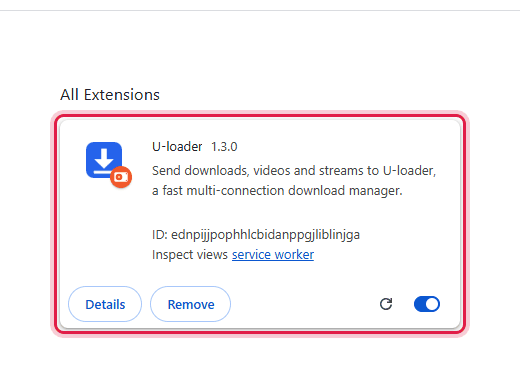 All Extensions
U-loader 1.3.0
Send downloads, videos and streams to U-loader,
a fast multi-connection download manager.
ID: ednpijjpophhlcbidanppgjliblinjga
Inspect views service worker
Details Remove